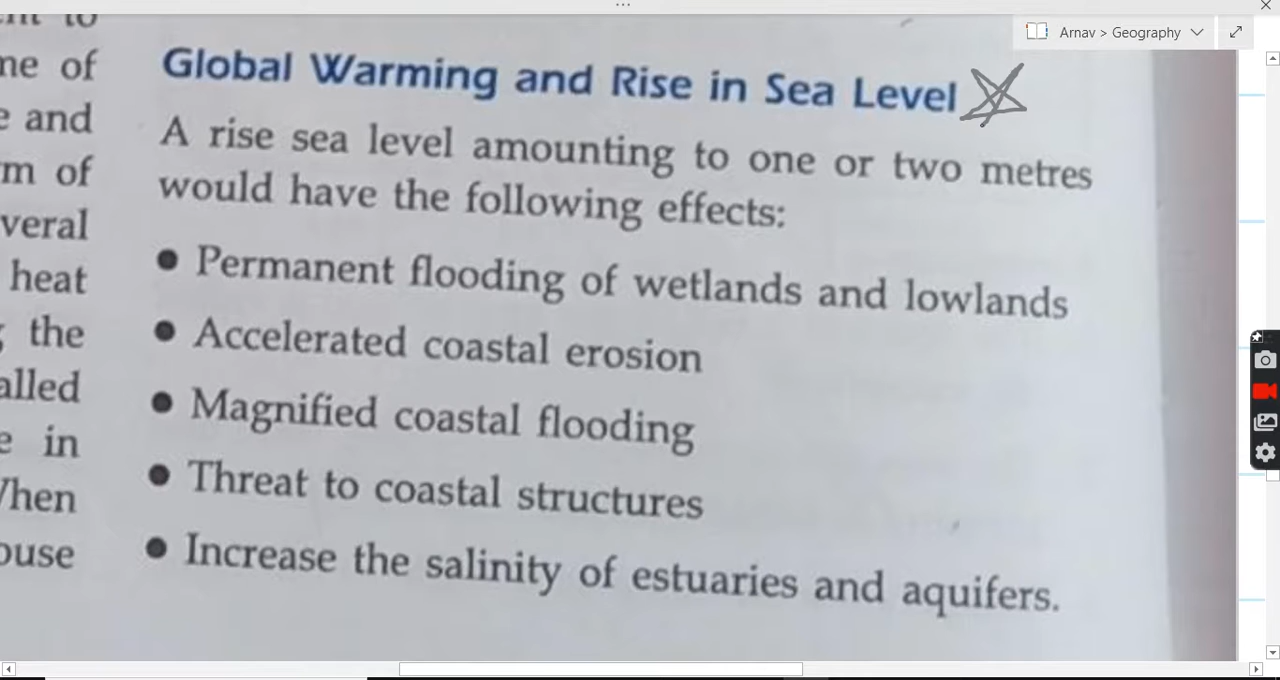 Arnav > Geography
me of
e and
m of
veral
heat
the
alled
e in
When
ouse
Global Warming and Rise in Sea Level
A rise sea level amounting to one or two metres
would have the following effects:
● Permanent flooding of wetlands and lowlands
● Accelerated coastal erosion
● Magnified coastal flooding
● Threat to coastal structures
● Increase the salinity of estuaries and aquifers.